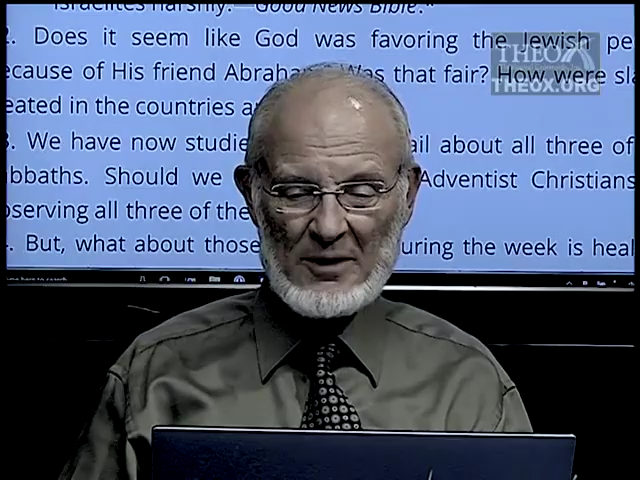 Israelites harshly.—Good News Bible.*
2. Does it seem like God was favoring the Jewish pe
ecause of His friend Abraham? Was that fair? How were sla
eated in the countries a
3. We have now studie ail about all three of
abbaths. Should we Adventist Christians
oserving all three of the
4. But, what about those uring the week is heal
THEOX
THEOX.ORG